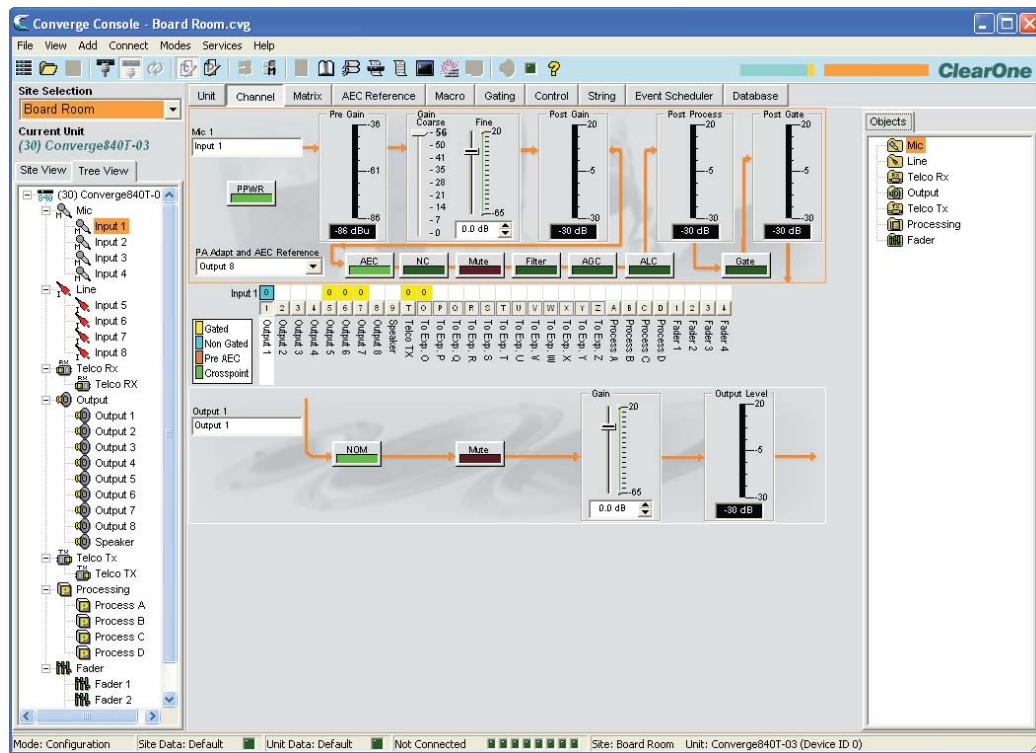 Converge Console - Board Room.cvg
File View Add Connect Modes Services Help
ClearOne
Site Selection
Board Room
Current Unit
(30) Converge840T-03
Site View Tree View
(30) Converge840T-0
Mic
Input 1
Input 2
Input 3
Input 4
Line
Input 5
Input 6
Input 7
Input 8
Telco Rx
Telco RX
Output
Output 1
Output 2
Output 3
Output 4
Output 5
Output 6
Output 7
Output 8
Speaker
Telco Tx
Telco TX
Processing
Process A
Process B
Process C
Process D
Fader
Fader 1
Fader 2
Unit Channel Matrix AEC Reference Macro Gating Control String Event Scheduler Database
Mic 1
Input 1
PPWR
PA Adapt and AEC Reference
Output 8
Pre Gain
-36
-61
-86
-86 dBu
Gain
Coarse Fine
56
50
41
35
28
21
14
7
0
20
-65
0.0 dB
Post Gain
20
-5
-30
-30 dB
Post Process
20
-5
-30
-30 dB
Post Gate
20
-5
-30
-30 dB
AEC NC Mute Filter AGC ALC Gate
Input 1 0 0 0 0 0 0
1 2 3 4 5 6 7 8 9 T O P Q R S T U V W X Y Z A B C D 1 2 3 4
Output 1
Output 2
Output 3
Output 4
Output 5
Output 6
Output 7
Output 8
Speaker
Telco TX
To Exp. O
To Exp. P
To Exp. Q
To Exp. R
To Exp. S
To Exp. T
To Exp. U
To Exp. V
To Exp. W
To Exp. X
To Exp. Y
To Exp. Z
Process A
Process B
Process C
Process D
Fader 1
Fader 2
Fader 3
Fader 4
Gated
Non Gated
Pre AEC
Crosspoint
Output 1
Output 1
NOM
Mute
Gain
20
-65
0.0 dB
Output Level
20
-5
-30
-30 dB
Objects
Mic
Line
Telco Rx
Output
Telco Tx
Processing
Fader
Mode: Configuration Site Data: Default Unit Data: Default Not Connected Site: Board Room Unit: Converge840T-03 (Device ID 0)